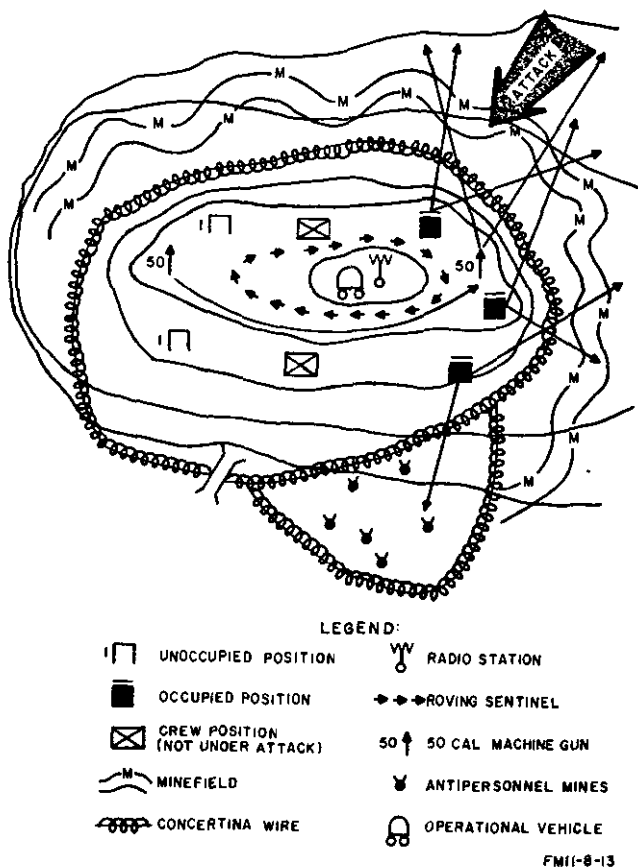 ATTACK
M
M
M
M
M
M
M
M
50
50
M
M
M
M
M
LEGEND:
UNOCCUPIED POSITION
RADIO STATION
OCCUPIED POSITION
ROVING SENTINEL
CREW POSITION
(NOT UNDER ATTACK)
50 50 CAL MACHINE GUN
M MINEFIELD
ANTIPERSONNEL MINES
CONCERTINA WIRE
OPERATIONAL VEHICLE
FM11-8-13